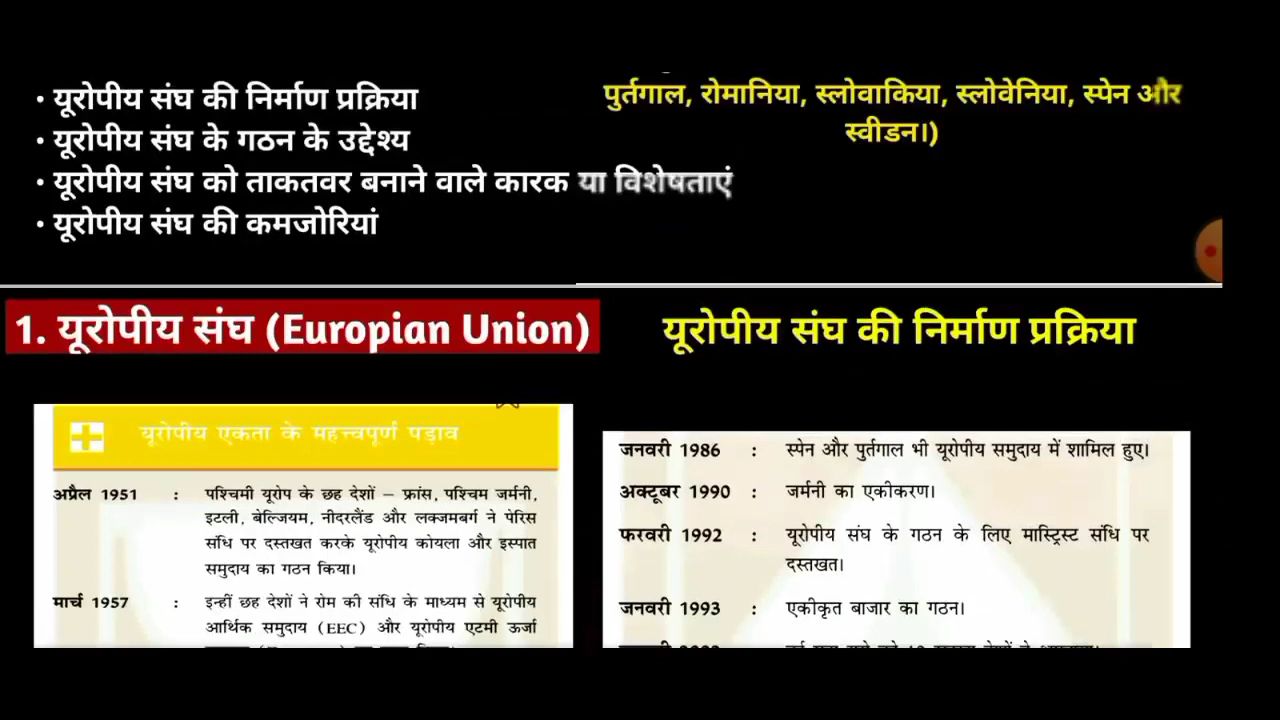 • यूरोपीय संघ की निर्माण प्रक्रिया
• यूरोपीय संघ के गठन के उद्देश्य
• यूरोपीय संघ को ताकतवर बनाने वाले कारक या विशेषताएं
• यूरोपीय संघ की कमजोरियां
पुर्तगाल, रोमानिया, स्लोवाकिया, स्लोवेनिया, स्पेन और
स्वीडन।)
1. यूरोपीय संघ (Europian Union)
यूरोपीय एकता के महत्त्वपूर्ण पड़ाव
अप्रैल 1951 : पश्चिमी यूरोप के छह देशों – फ्रांस, पश्चिम जर्मनी,
इटली, बेल्जियम, नीदरलैंड और लक्जमबर्ग ने पेरिस
संधि पर दस्तखत करके यूरोपीय कोयला और इस्पात
समुदाय का गठन किया।
मार्च 1957 : इन्हीं छह देशों ने रोम की संधि के माध्यम से यूरोपीय
आर्थिक समुदाय (EEC) और यूरोपीय एटमी ऊर्जा
यूरोपीय संघ की निर्माण प्रक्रिया
जनवरी 1986 : स्पेन और पुर्तगाल भी यूरोपीय समुदाय में शामिल हुए।
अक्टूबर 1990 : जर्मनी का एकीकरण।
फरवरी 1992 : यूरोपीय संघ के गठन के लिए मास्ट्रिस्ट संधि पर
दस्तखत।
जनवरी 1993 : एकीकृत बाजार का गठन।